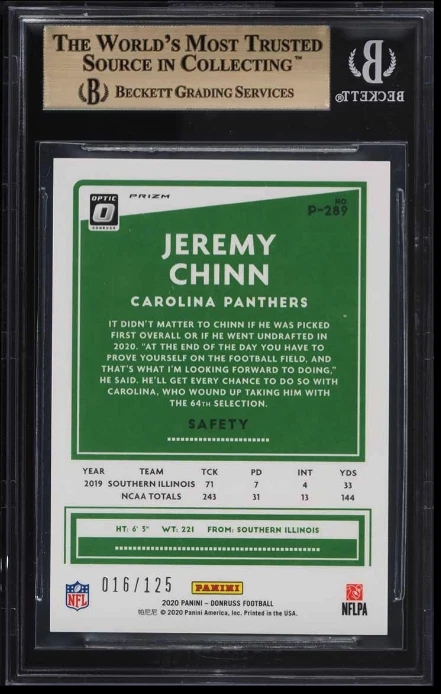 THE WORLD'S MOST TRUSTED
SOURCE IN COLLECTING™
B BECKETT GRADING SERVICES
B
BECKETT®
OPTIC
DONRUSS
PRIZM
NO.
P-289
JEREMY
CHINN
CAROLINA PANTHERS
IT DIDN'T MATTER TO CHINN IF HE WAS PICKED
FIRST OVERALL OR IF HE WENT UNDRAFTED IN
2020. "AT THE END OF THE DAY YOU HAVE TO
PROVE YOURSELF ON THE FOOTBALL FIELD, AND
THAT'S WHAT I'M LOOKING FORWARD TO DOING,"
HE SAID. HE'LL GET EVERY CHANCE TO DO SO WITH
CAROLINA, WHO WOUND UP TAKING HIM WITH
THE 64TH SELECTION.
SAFETY
YEAR TEAM TCK PD INT YDS
2019 SOUTHERN ILLINOIS 71 7 4 33
NCAA TOTALS 243 31 13 144
HT: 6' 3" WT: 221 FROM: SOUTHERN ILLINOIS
NFL
016/125
PANINI
NFLPA
2020 PANINI – DONRUSS FOOTBALL
帕尼尼 © 2020 Panini America, Inc. Printed in the USA.